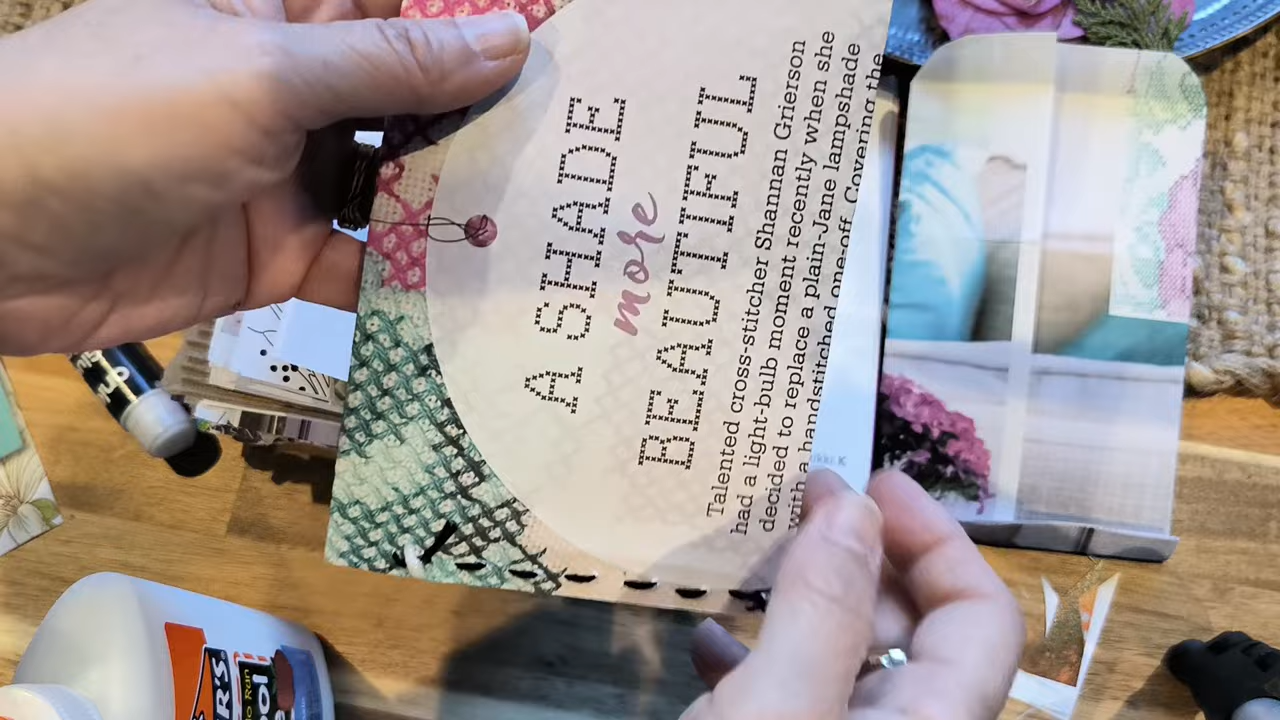 A SHADE
more
BEAUTIFUL
Talented cross-stitcher Shannan Grierson
had a light-bulb moment recently when she
decided to replace a plain-Jane lampshade
with a handstitched one-off. Covering the